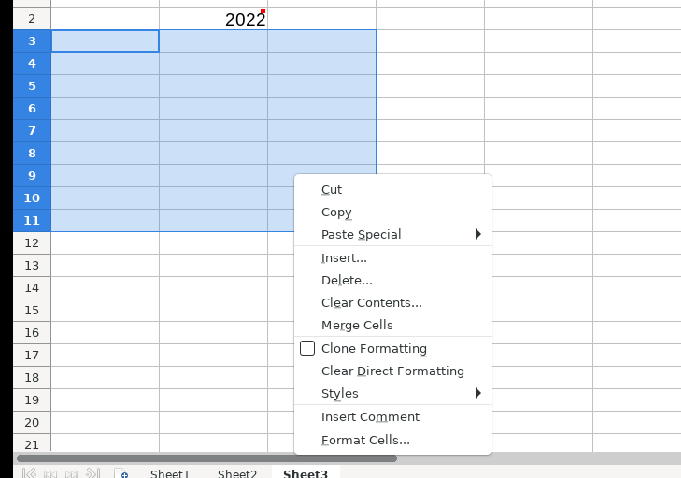 2 2022
3
4
5
6
7
8
9
10
11
12
13
14
15
16
17
18
19
20
21
Cut
Copy
Paste Special
Insert...
Delete...
Clear Contents...
Merge Cells
Clone Formatting
Clear Direct Formatting
Styles
Insert Comment
Format Cells...
Sheet1 Sheet2 Sheet3